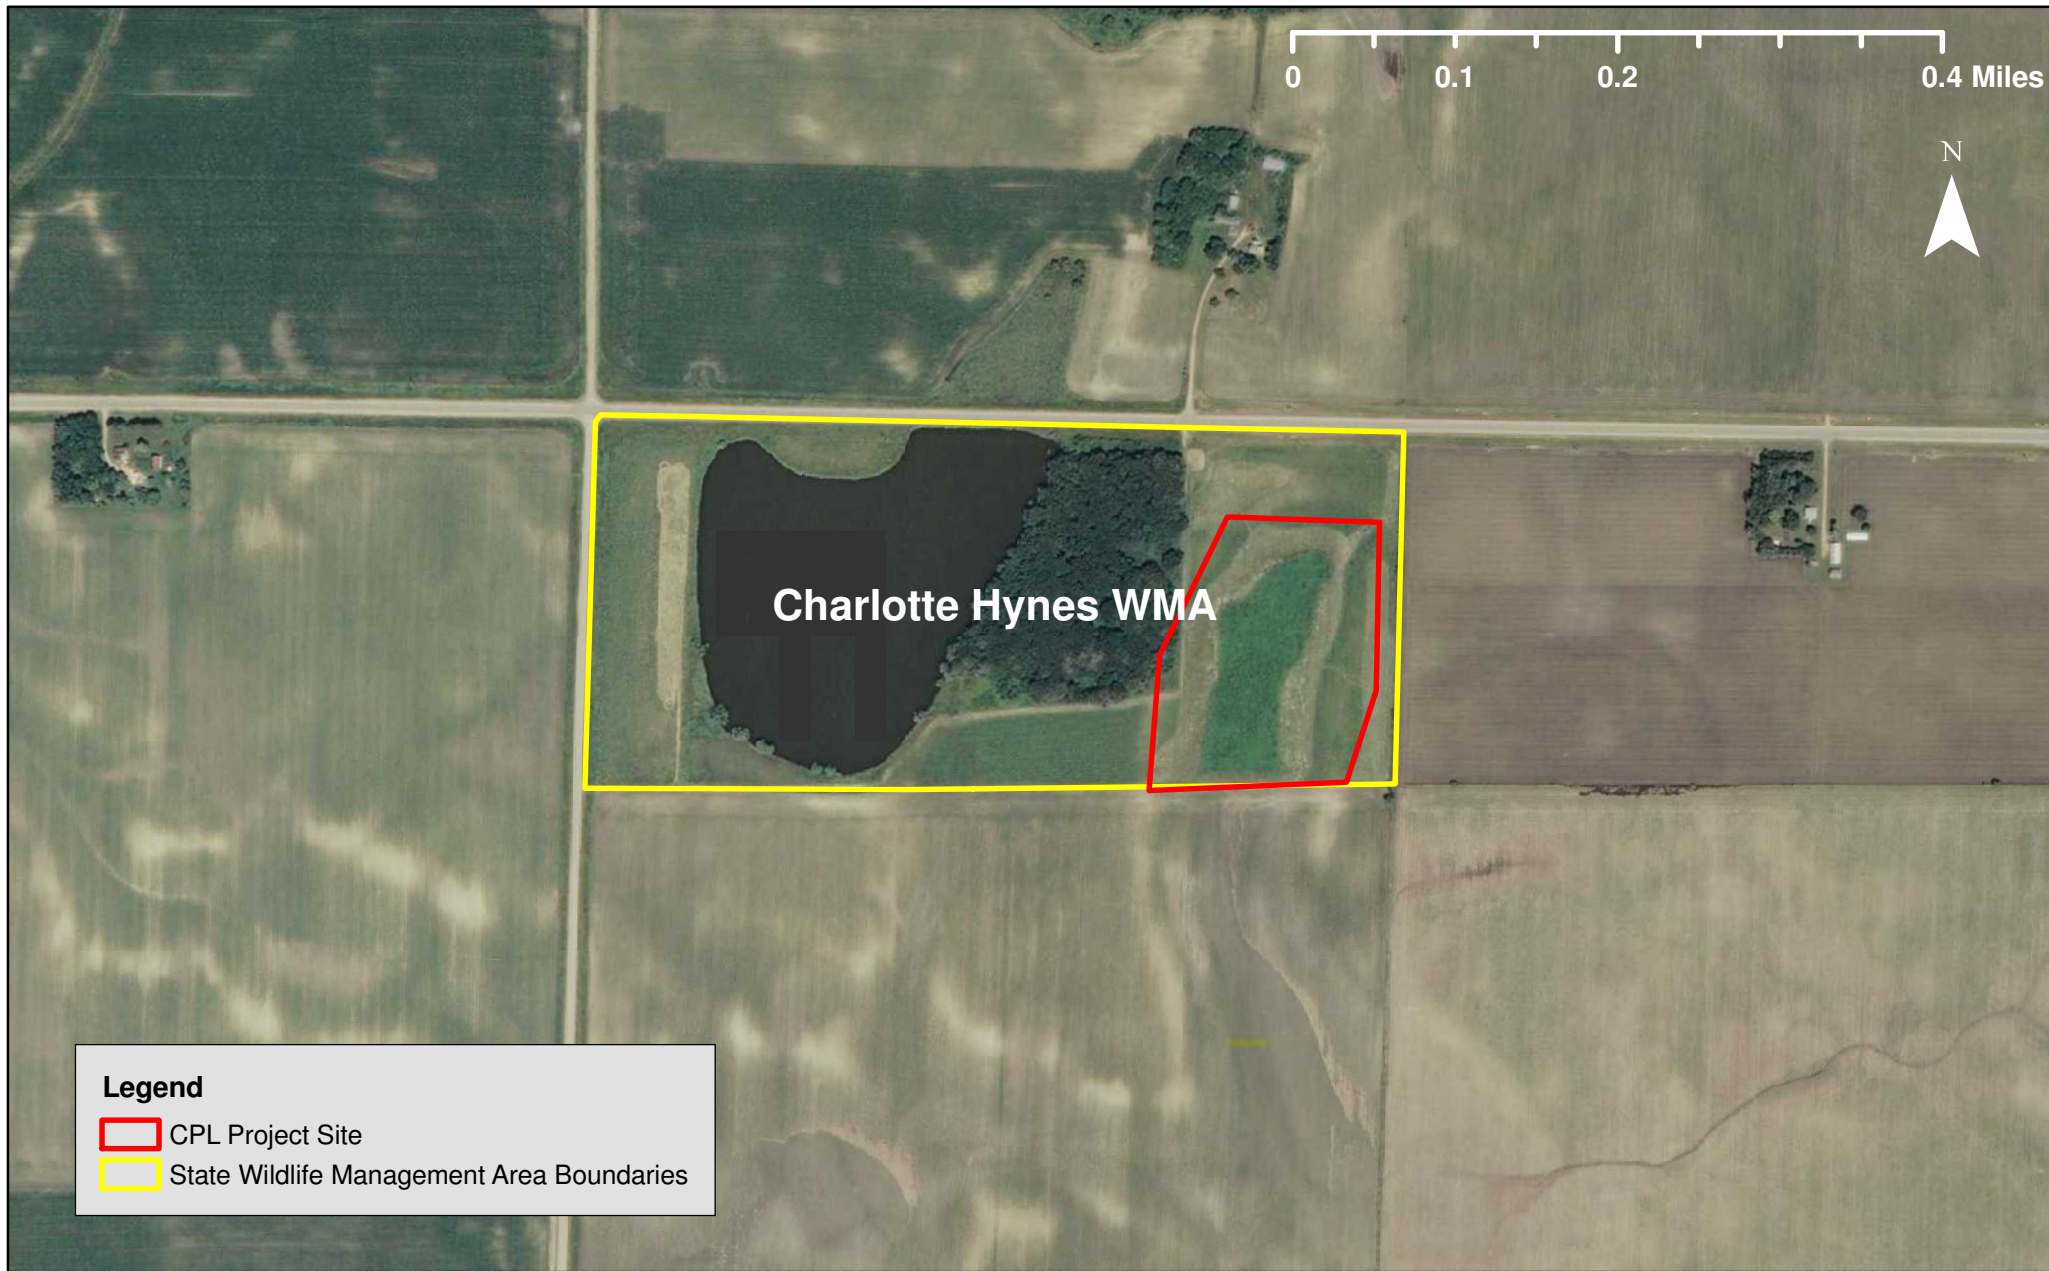 0 0.1 0.2 0.4 Miles
N
Charlotte Hynes WMA
Legend
CPL Project Site
State Wildlife Management Area Boundaries